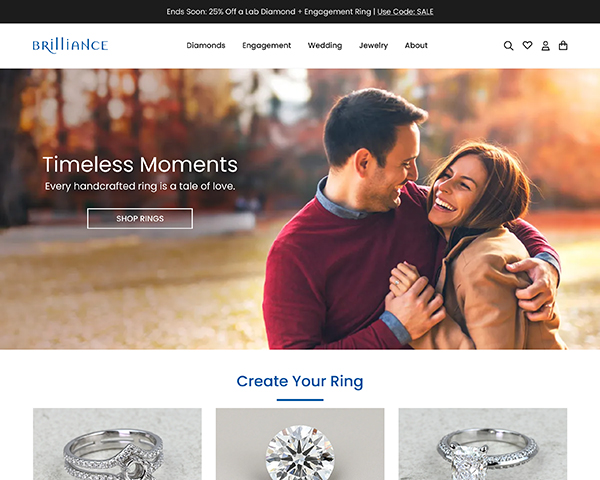 Ends Soon: 25% Off a Lab Diamond + Engagement Ring | Use Code: SALE
BRILLIANCE
Diamonds Engagement Wedding Jewelry About
Timeless Moments
Every handcrafted ring is a tale of love.
SHOP RINGS
Create Your Ring